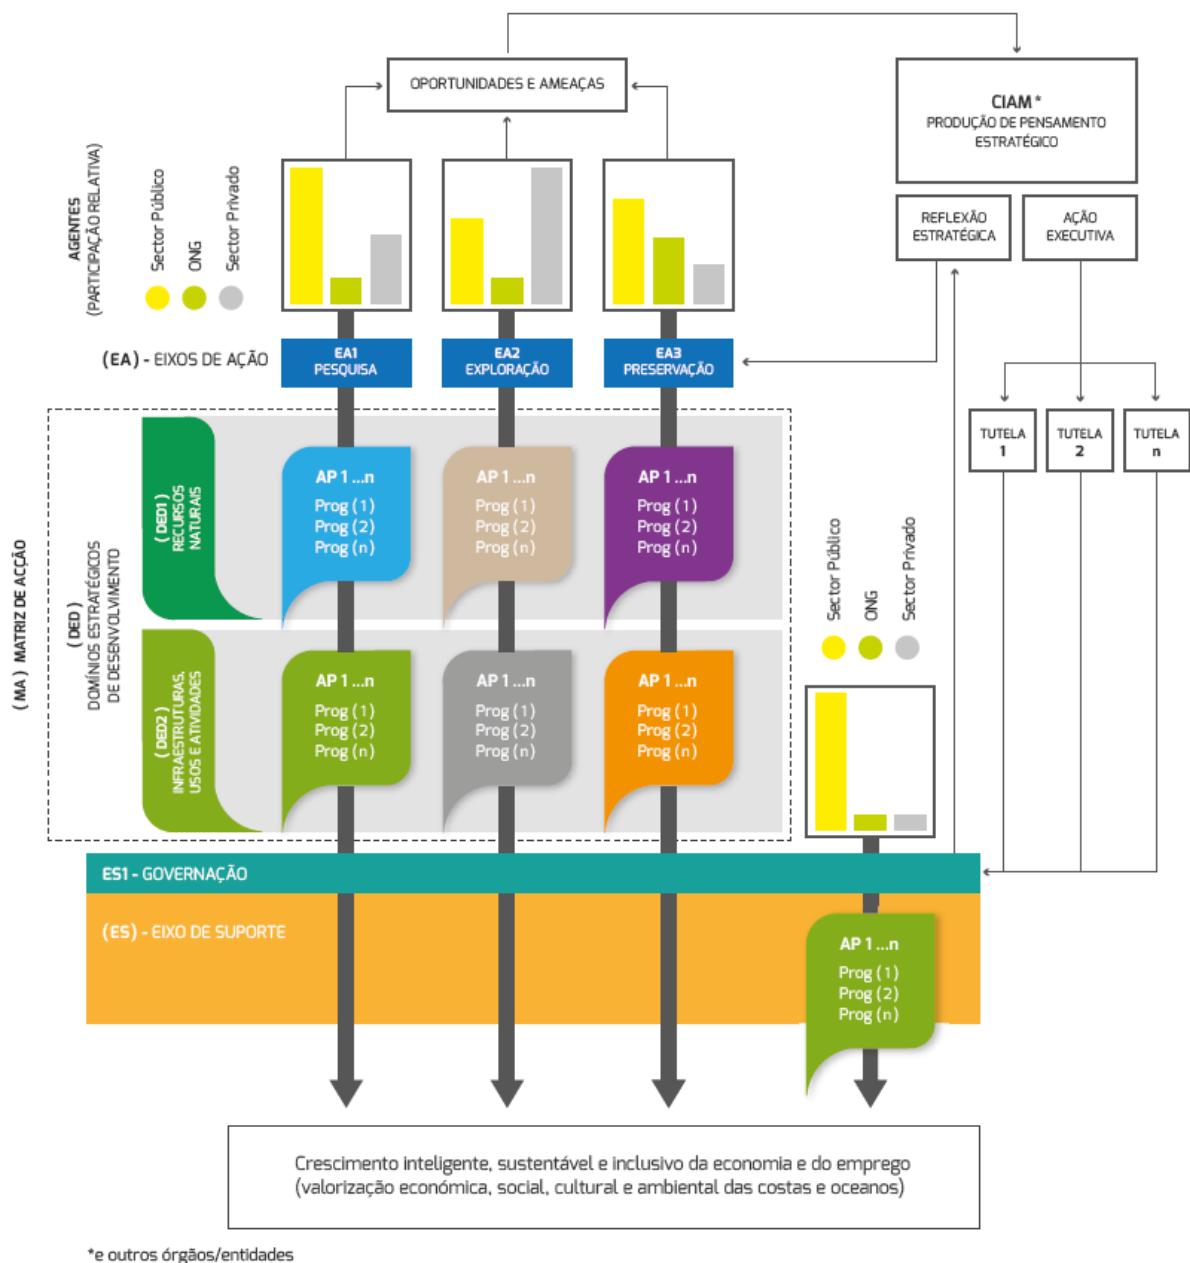 OPORTUNIDADES E AMEAÇAS
CIAM *
PRODUÇÃO DE PENSAMENTO
ESTRATÉGICO
REFLEXÃO
ESTRATÉGICA
AÇÃO
EXECUTIVA
AGENTES
(PARTICIPAÇÃO RELATIVA)
Sector Público
ONG
Sector Privado
(EA) - EIXOS DE AÇÃO
EA1
PESQUISA
EA2
EXPLORAÇÃO
EA3
PRESERVAÇÃO
TUTELA
1
TUTELA
2
TUTELA
n
(MA) MATRIZ DE ACÇÃO
(DED)
DOMÍNIOS ESTRATÉGICOS
DE DESENVOLVIMENTO
(DED1)
RECURSOS
NATURAIS
AP 1 ...n
Prog (1)
Prog (2)
Prog (n)
AP 1 ...n
Prog (1)
Prog (2)
Prog (n)
AP 1 ...n
Prog (1)
Prog (2)
Prog (n)
(DED2)
INFRAESTRUTURAS,
USOS E ATIVIDADES
AP 1 ...n
Prog (1)
Prog (2)
Prog (n)
AP 1 ...n
Prog (1)
Prog (2)
Prog (n)
AP 1 ...n
Prog (1)
Prog (2)
Prog (n)
Sector Público
ONG
Sector Privado
ES1 - GOVERNAÇÃO
(ES) - EIXO DE SUPORTE
AP 1 ...n
Prog (1)
Prog (2)
Prog (n)
Crescimento inteligente, sustentável e inclusivo da economia e do emprego
(valorização económica, social, cultural e ambiental das costas e oceanos)
*e outros órgãos/entidades